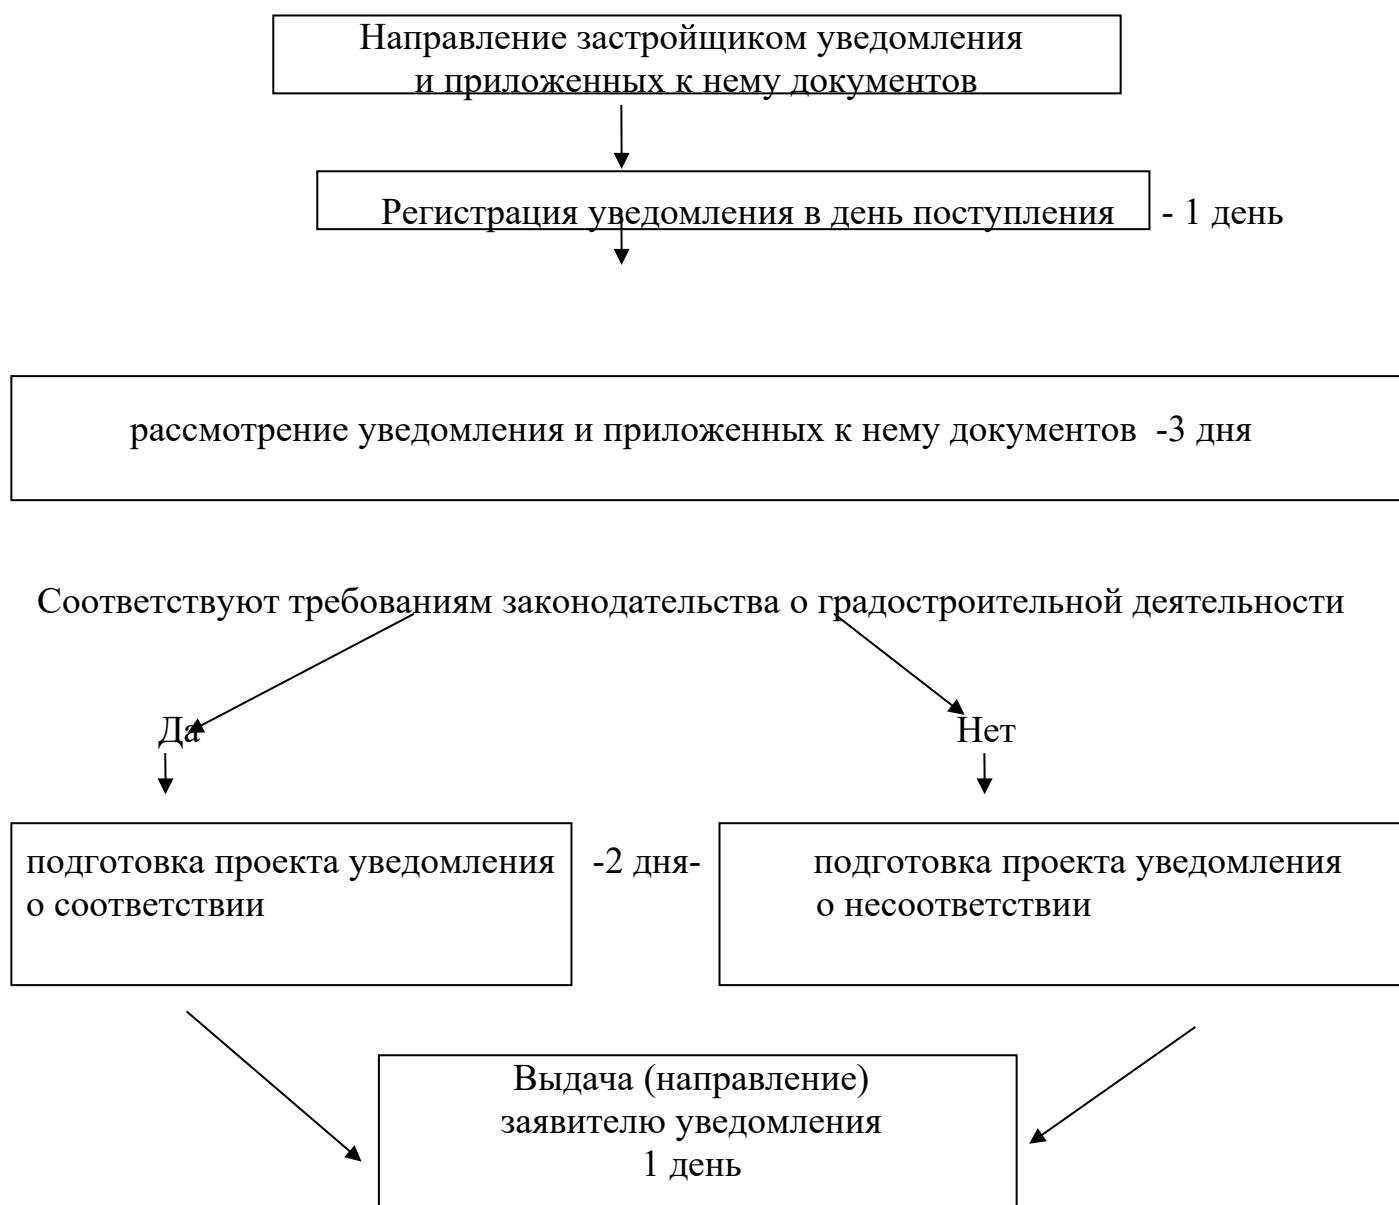 Направление застройщиком уведомления
и приложенных к нему документов
Регистрация уведомления в день поступления - 1 день
рассмотрение уведомления и приложенных к нему документов -3 дня
Соответствуют требованиям законодательства о градостроительной деятельности
Да Нет
подготовка проекта уведомления -2 дня- подготовка проекта уведомления
о соответствии о несоответствии
Выдача (направление)
заявителю уведомления
1 день